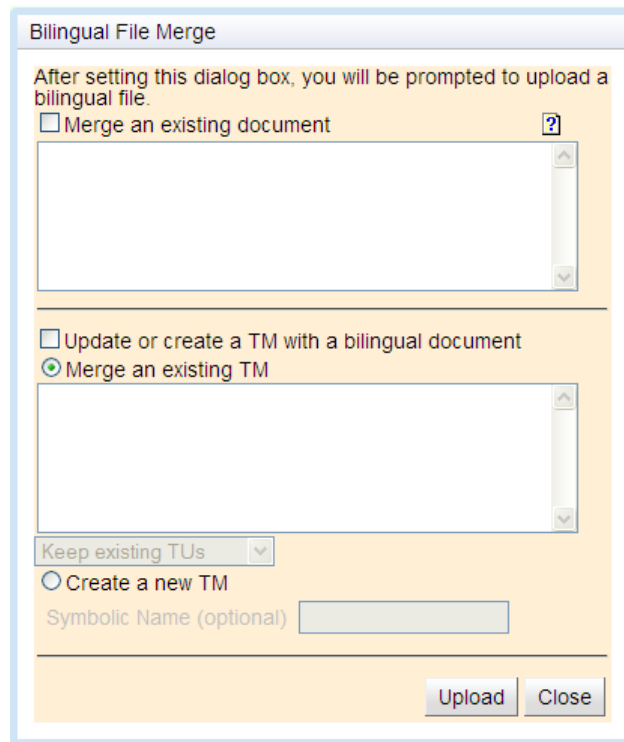 Bilingual File Merge
After setting this dialog box, you will be prompted to upload a
bilingual file.
Merge an existing document ?
Update or create a TM with a bilingual document
Merge an existing TM
Keep existing TUs
Create a new TM
Symbolic Name (optional)
Upload Close